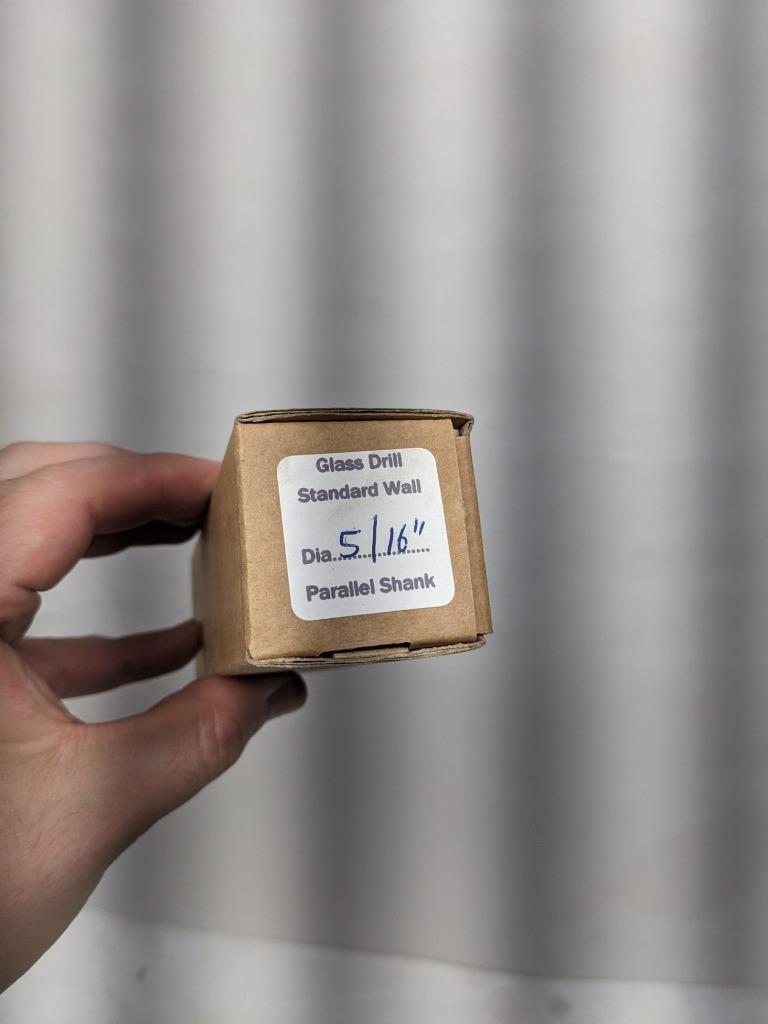 Glass Drill
Standard Wall
Dia...5/16"...
Parallel Shank